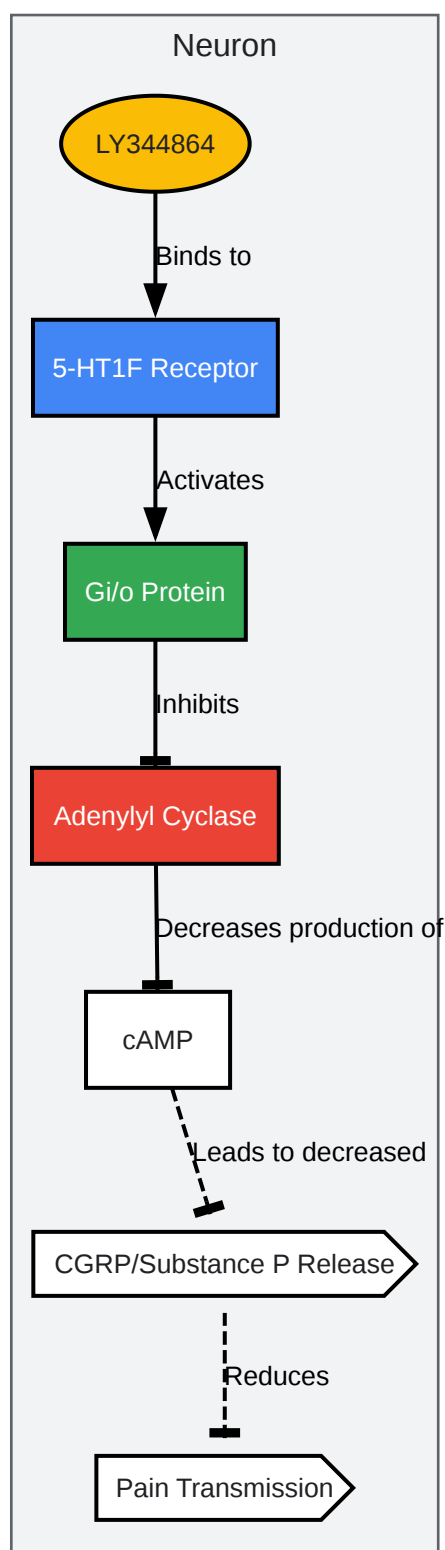 Neuron
LY344864
Binds to
5-HT1F Receptor
Activates
Gi/o Protein
Inhibits
Adenylyl Cyclase
Decreases production of
cAMP
Leads to decreased
CGRP/Substance P Release
Reduces
Pain Transmission